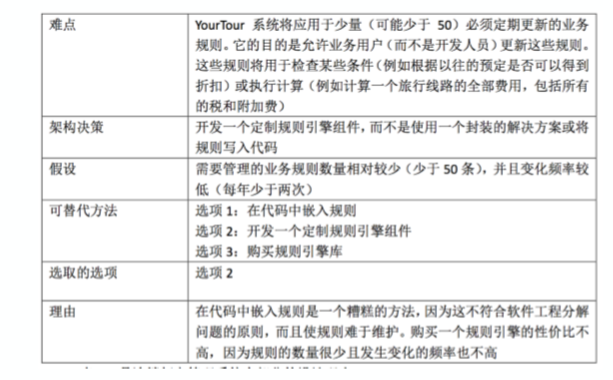 难点
YourTour 系统将应用于少量（可能少于 50）必须定期更新的业务
规则。它的目的是允许业务用户（而不是开发人员）更新这些规则。
这些规则将用于检查某些条件（例如根据以往的预定是否可以得到
折扣）或执行计算（例如计算一个旅行线路的全部费用，包括所有
的税和附加费）
架构决策
开发一个定制规则引擎组件，而不是使用一个封装的解决方案或将
规则写入代码
假设
需要管理的业务规则数量相对较少（少于 50 条），并且变化频率较
低（每年少于两次）
可替代方法
选项 1：在代码中嵌入规则
选项 2：开发一个定制规则引擎组件
选项 3：购买规则引擎库
选取的选项
选项 2
理由
在代码中嵌入规则是一个糟糕的方法，因为这不符合软件工程分解
问题的原则，而且使规则难于维护。购买一个规则引擎的性价比不
高，因为规则的数量很少且发生变化的频率也不高